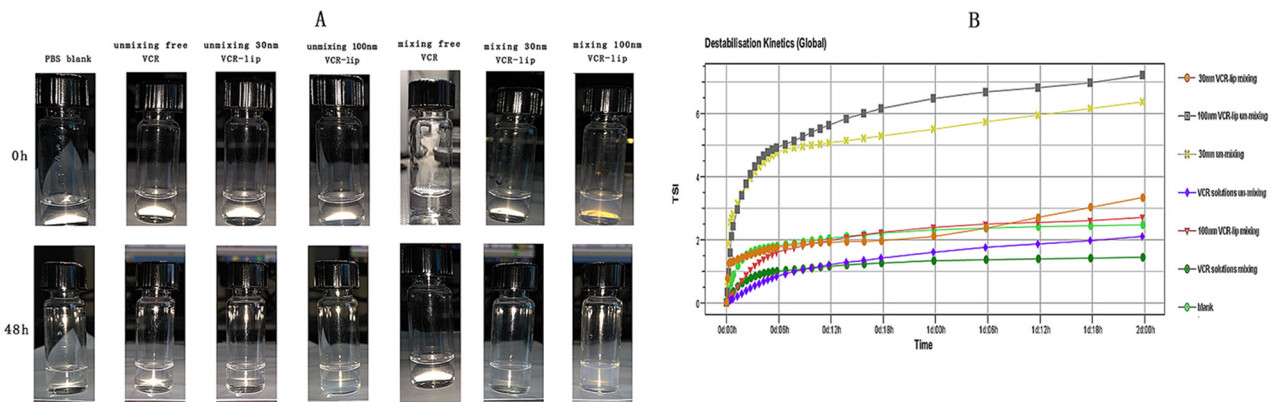 A
PBS blank
unmixing free
VCR
unmixing 30nm
VCR-lip
unmixing 100nm
VCR-lip
mixing free
VCR
mixing 30nm
VCR-lip
mixing 100nm
VCR-lip
0h
48h
B
Destabilisation Kinetics (Global)
TSI
6
4
2
0
0d:00h
0d:06h
0d:12h
0d:18h
1d:00h
1d:06h
1d:12h
1d:18h
2d:00h
Time
30nm VCR-lip mixing
100nm VCR-lip un-mixing
30nm un-mixing
VCR solutions un-mixing
100nm VCR-lip mixing
VCR solutions mixing
blank